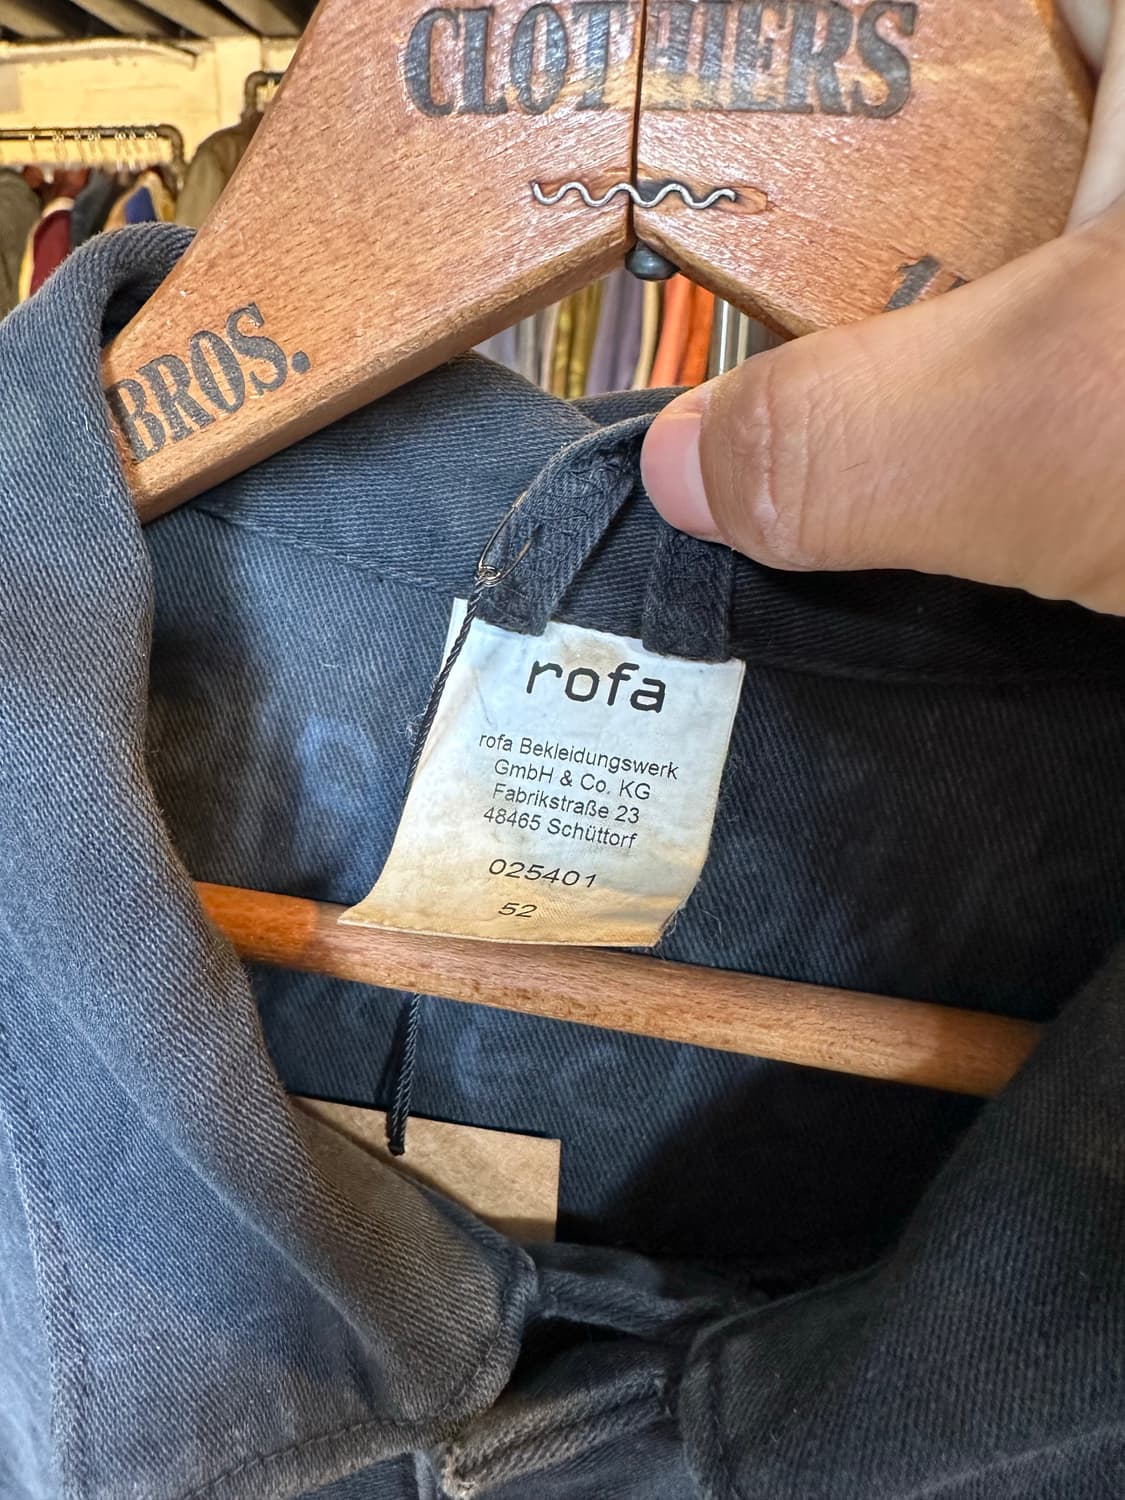 CLOTHIERS
BROS.
rofa
rofa Bekleidungswerk
GmbH & Co. KG
Fabrikstraße 23
48465 Schüttorf
025401
52